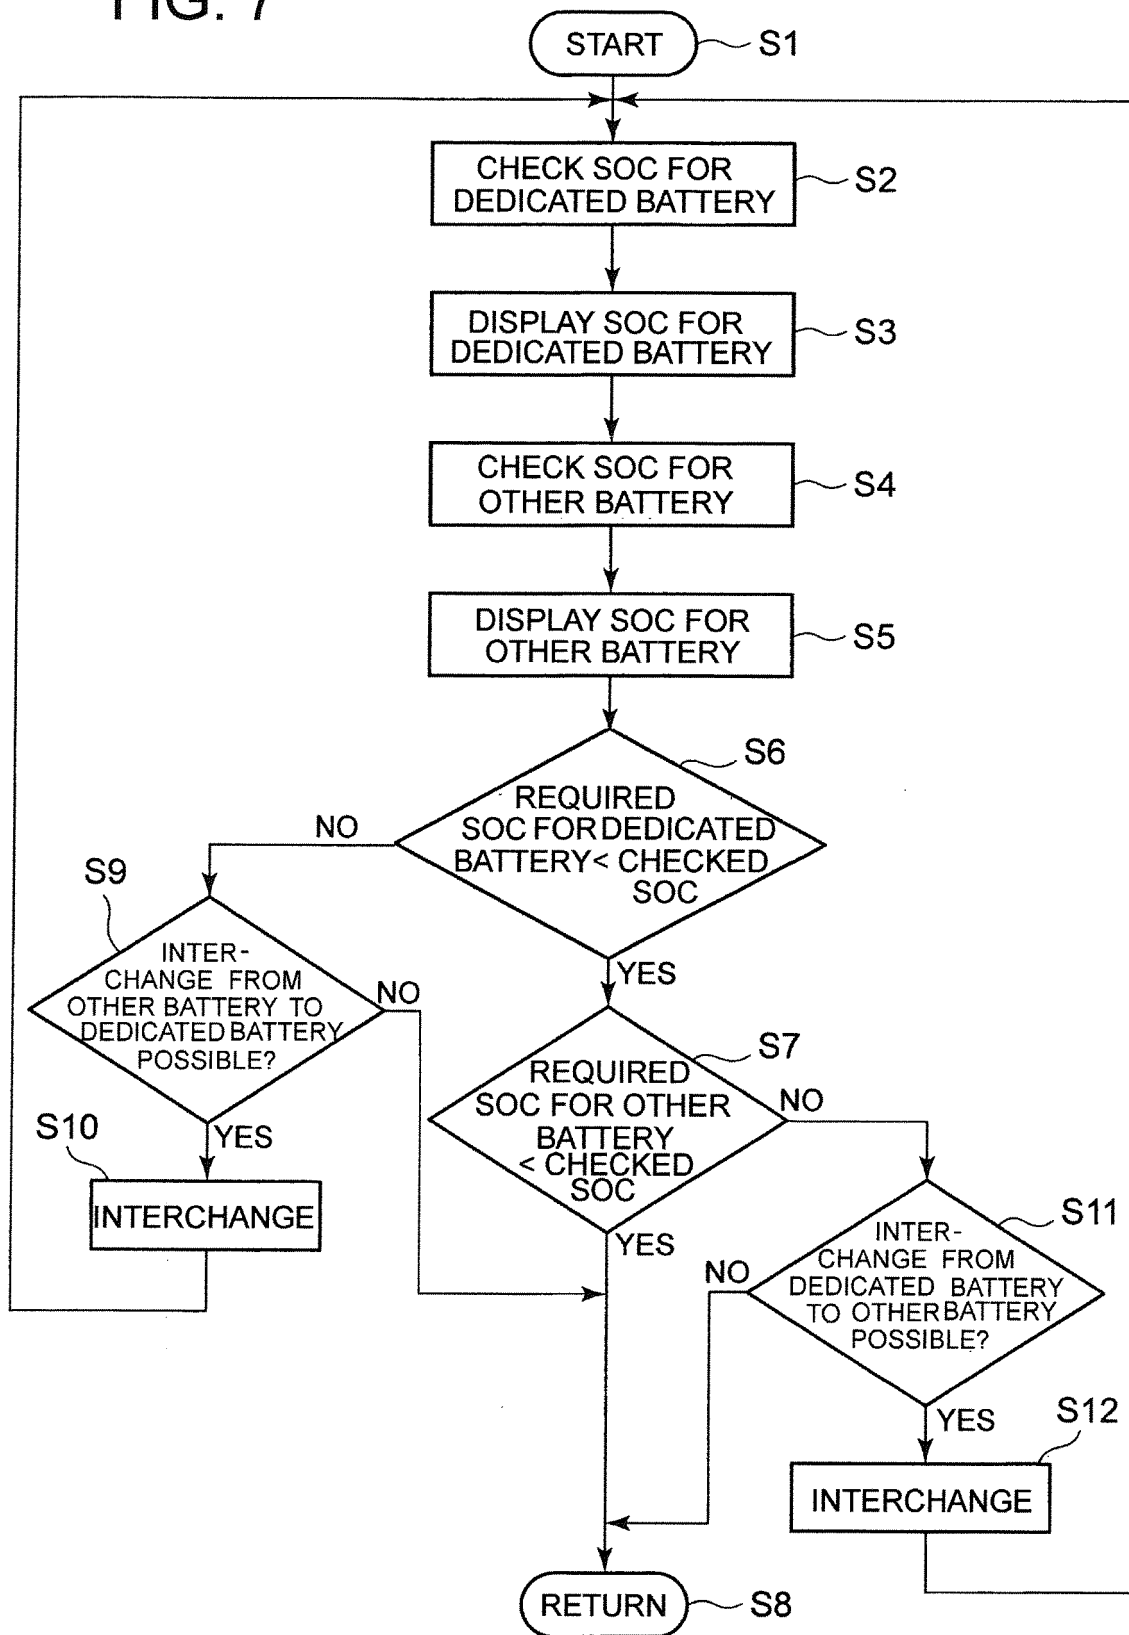 FIG. 7
START
S1
CHECK SOC FOR
DEDICATED BATTERY
S2
DISPLAY SOC FOR
DEDICATED BATTERY
S3
CHECK SOC FOR
OTHER BATTERY
S4
DISPLAY SOC FOR
OTHER BATTERY
S5
S6
REQUIRED
SOC FOR DEDICATED
BATTERY < CHECKED
SOC
NO
YES
S9
INTER-
CHANGE FROM
OTHER BATTERY TO
DEDICATED BATTERY
POSSIBLE?
NO
YES
S10
INTERCHANGE
S7
REQUIRED
SOC FOR OTHER
BATTERY
< CHECKED
SOC
NO
YES
S11
INTER-
CHANGE FROM
DEDICATED BATTERY
TO OTHER BATTERY
POSSIBLE?
NO
YES
S12
INTERCHANGE
RETURN
S8